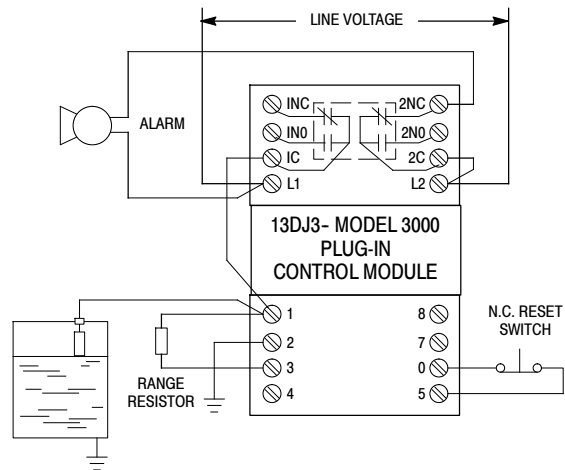 LINE VOLTAGE
ALARM
INC
2NC
IN0
2N0
IC
2C
L1
L2
13DJ3- MODEL 3000
PLUG-IN
CONTROL MODULE
1
8
N.C. RESET
SWITCH
2
7
3
0
RANGE
RESISTOR
4
5